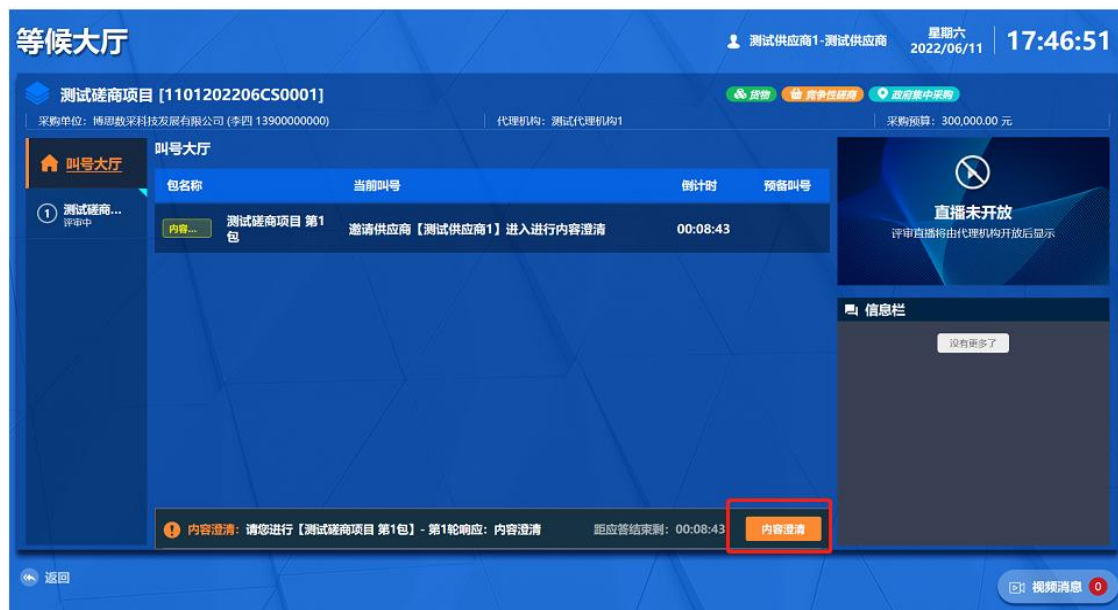 等候大厅
测试供应商1-测试供应商
星期六
2022/06/11
17:46:51
测试磋商项目 [1101202206CS0001]
货物
竞争性磋商
政府集中采购
采购单位：博思数采科技发展有限公司 (李四 13900000000)
代理机构：测试代理机构1
采购预算：300,000.00 元
叫号大厅
1 测试磋商...
评审中
叫号大厅
包名称 当前叫号 倒计时 预备叫号
内容... 测试磋商项目 第1
包
邀请供应商【测试供应商1】进入进行内容澄清 00:08:43
内容澄清：请您进行【测试磋商项目 第1包】- 第1轮响应：内容澄清 距应答结束剩：00:08:43 内容澄清
直播未开放
评审直播将由代理机构开放后显示
信息栏
没有更多了
返回
视频消息 0